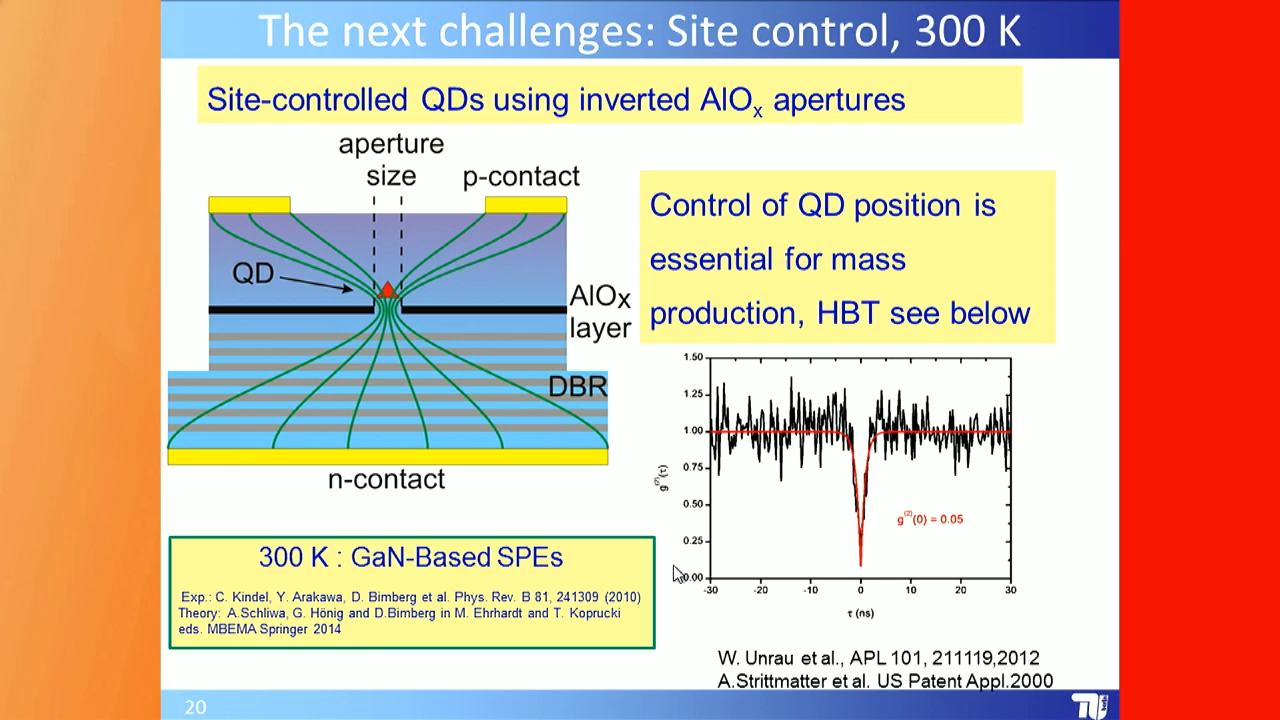 The next challenges: Site control, 300 K
Site-controlled QDs using inverted AlOx apertures
aperture
size
p-contact
QD
AlOx
layer
DBR
n-contact
Control of QD position is
essential for mass
production, HBT see below
1.50
1.25
1.00
0.75
0.50
0.25
0.00
g(2)(τ)
g(2)(0) = 0.05
-30 -20 -10 0 10 20 30
τ (ns)
300 K : GaN-Based SPEs
Exp.: C. Kindel, Y. Arakawa, D. Bimberg et al. Phys. Rev. B 81, 241309 (2010)
Theory: A.Schliwa, G. Hönig and D.Bimberg in M. Ehrhardt and T. Koprucki
eds. MBEMA Springer 2014
W. Unrau et al., APL 101, 211119,2012
A.Strittmatter et al. US Patent Appl.2000
20